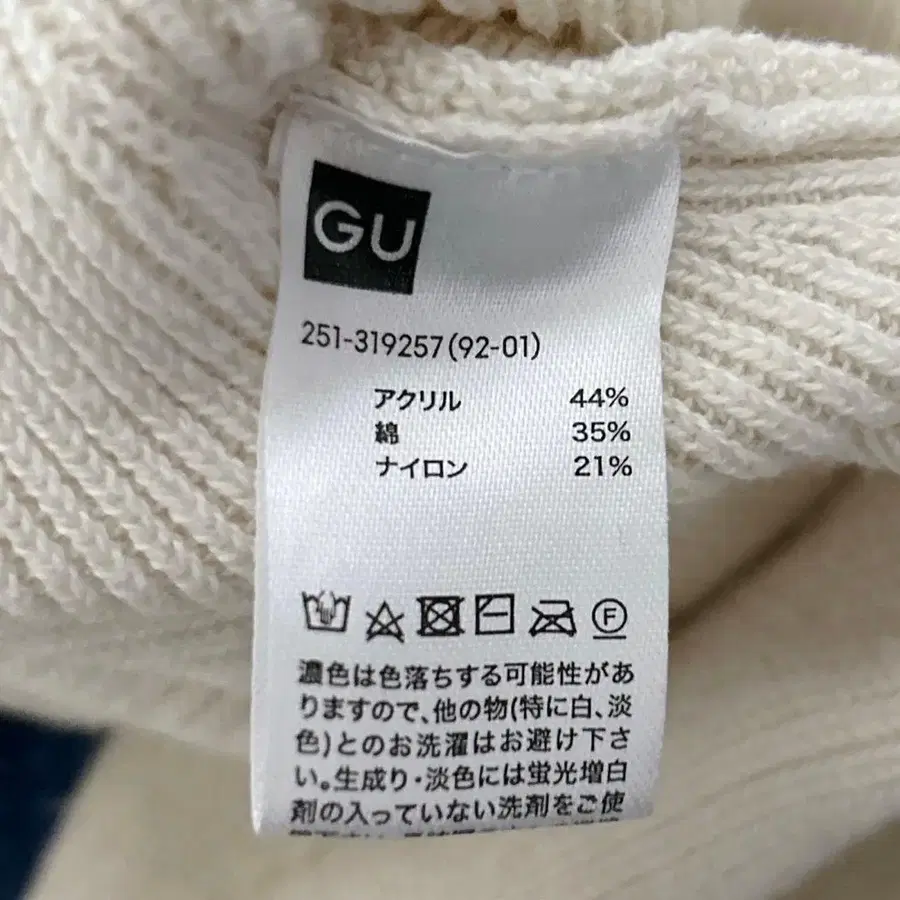 GU
251-319257(92-01)
アクリル 44%
綿 35%
ナイロン 21%
F
濃色は色落ちする可能性があ
りますので、他の物(特に白、淡
色)とのお洗濯はお避け下さ
い。生成り・淡色には蛍光増白
剤の入っていない洗剤をご使